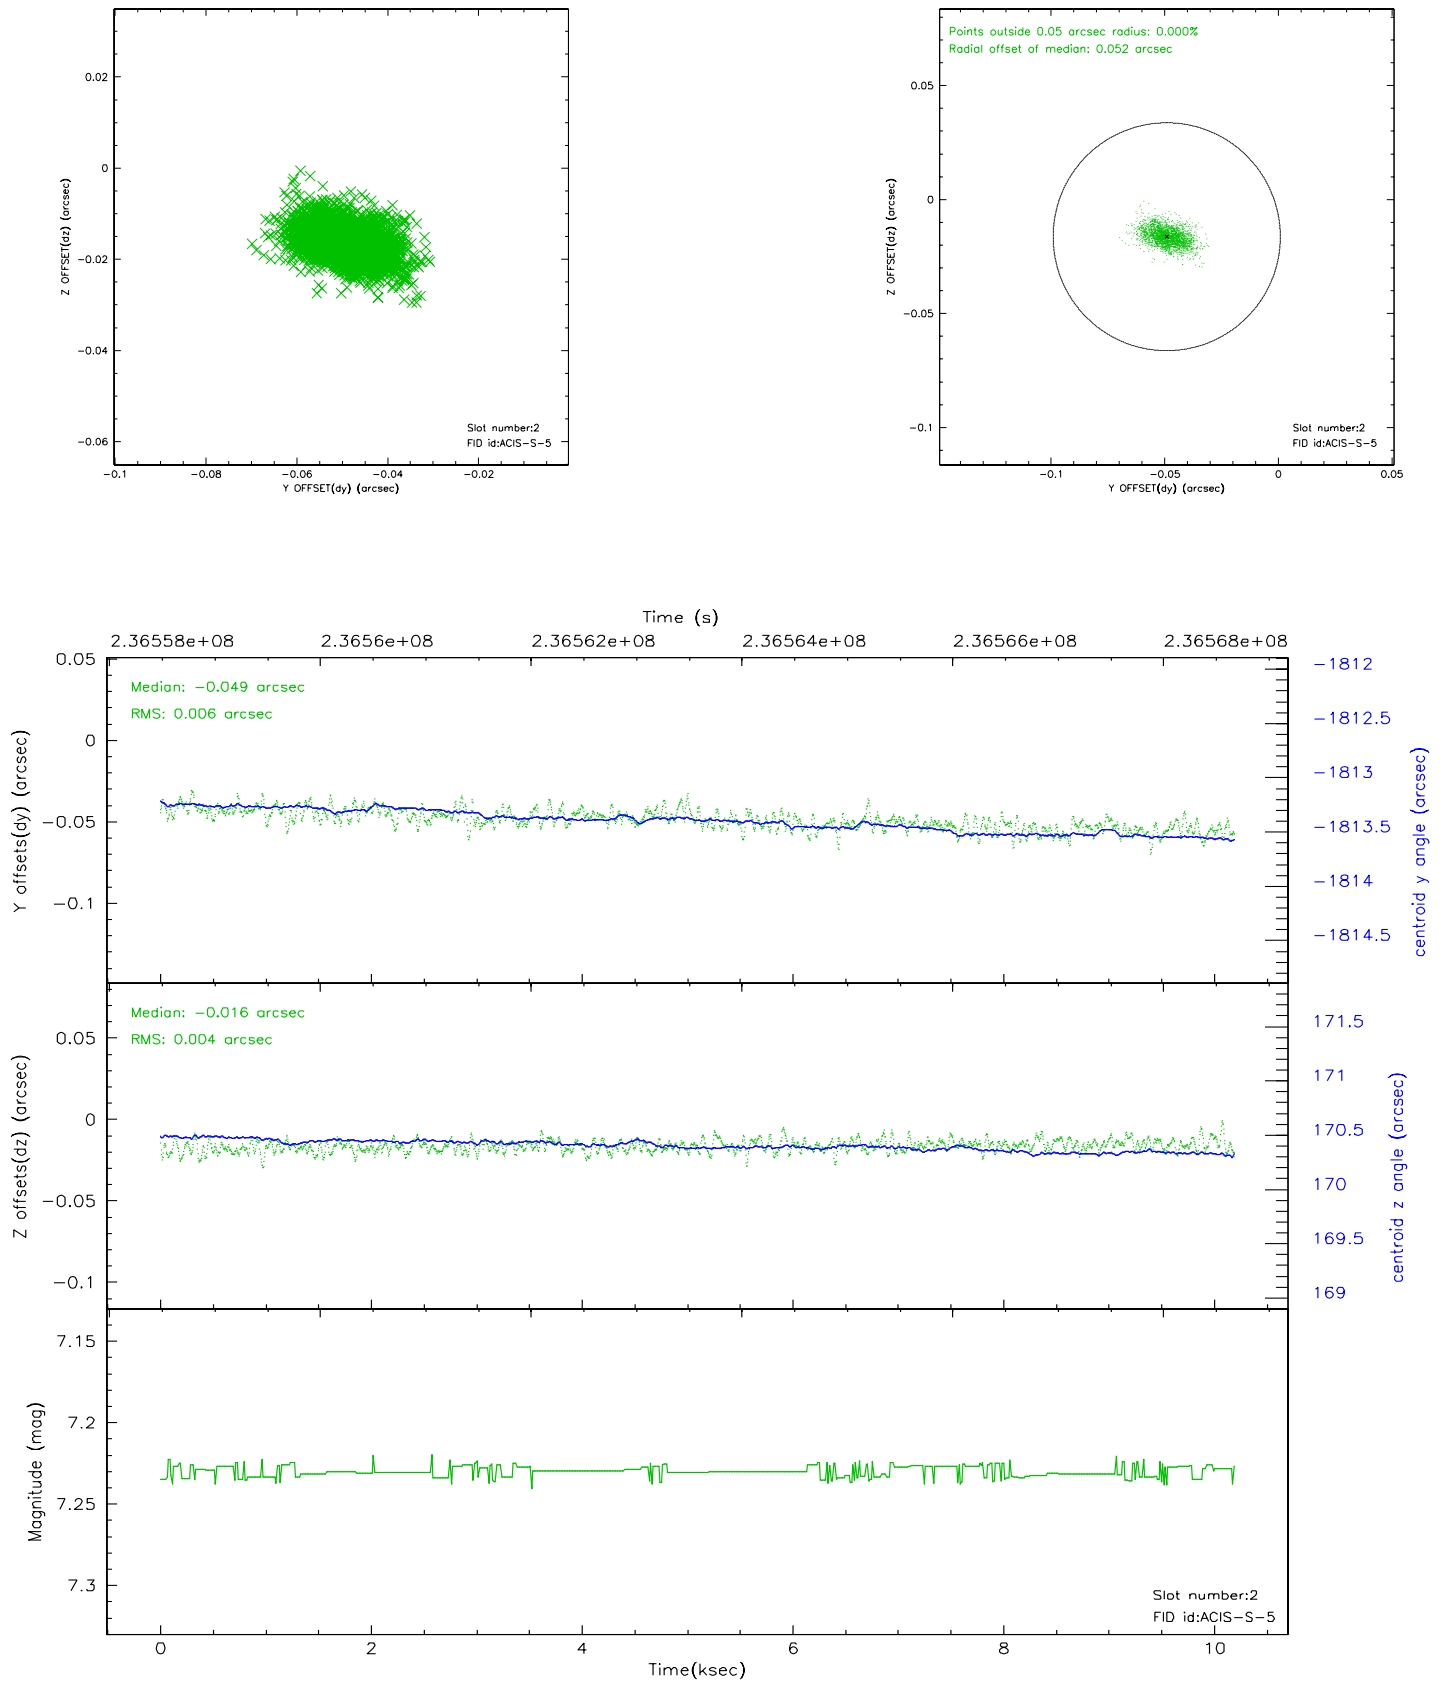 0.02
0
-0.02
-0.04
-0.06
Z OFFSET(dz) (arcsec)
Slot number:2
FID id:ACIS-S-5
-0.1 -0.08 -0.06 -0.04 -0.02
Y OFFSET(dy) (arcsec)
Points outside 0.05 arcsec radius: 0.000%
Radial offset of median: 0.052 arcsec
0.05
0
-0.05
-0.1
Z OFFSET(dz) (arcsec)
Slot number:2
FID id:ACIS-S-5
-0.1 -0.05 0 0.05
Y OFFSET(dy) (arcsec)
Time (s)
2.36558e+08 2.3656e+08 2.36562e+08 2.36564e+08 2.36566e+08 2.36568e+08
Median: -0.049 arcsec
RMS: 0.006 arcsec
0.05
0
-0.05
-0.1
Y offsets(dy) (arcsec)
-1812
-1812.5
-1813
-1813.5
-1814
-1814.5
centroid y angle (arcsec)
Median: -0.016 arcsec
RMS: 0.004 arcsec
0.05
0
-0.05
-0.1
Z offsets(dz) (arcsec)
171.5
171
170.5
170
169.5
169
centroid z angle (arcsec)
7.15
7.2
7.25
7.3
Magnitude (mag)
Slot number:2
FID id:ACIS-S-5
0 2 4 6 8 10
Time(ksec)